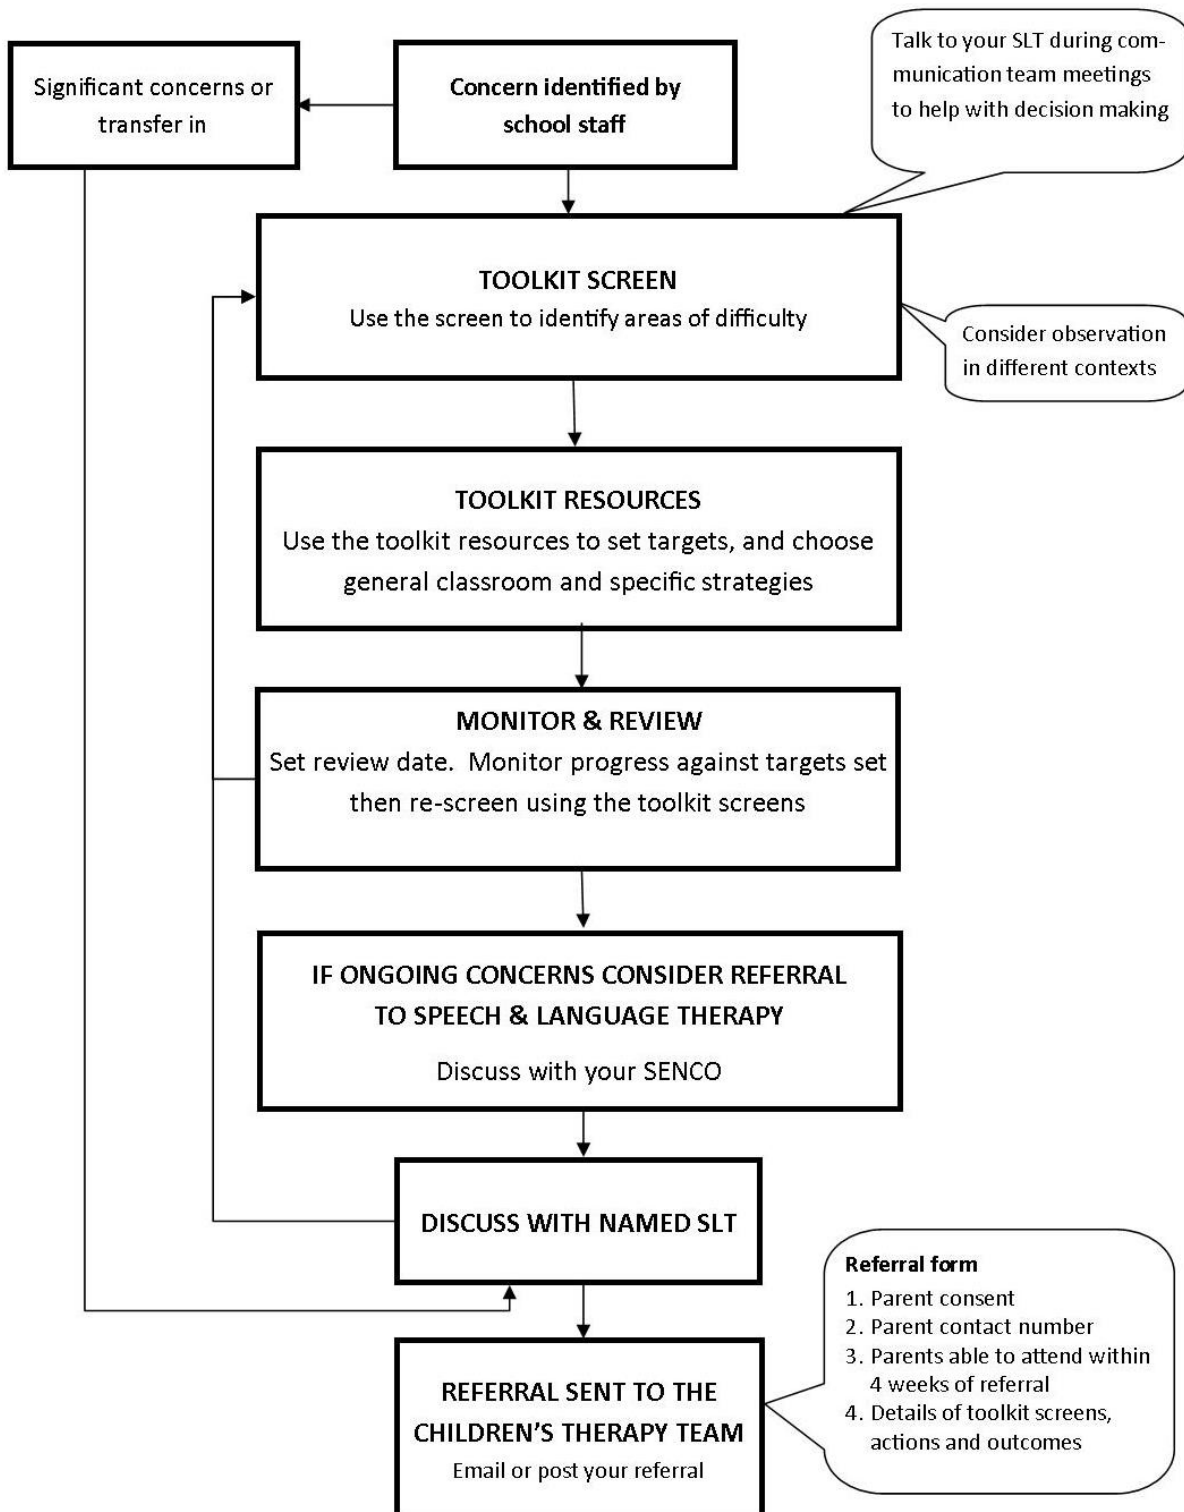 Significant concerns or
transfer in
Concern identified by
school staff
Talk to your SLT during com-
munication team meetings
to help with decision making
TOOLKIT SCREEN
Use the screen to identify areas of difficulty
Consider observation
in different contexts
TOOLKIT RESOURCES
Use the toolkit resources to set targets, and choose
general classroom and specific strategies
MONITOR & REVIEW
Set review date.  Monitor progress against targets set
then re-screen using the toolkit screens
IF ONGOING CONCERNS CONSIDER REFERRAL
TO SPEECH & LANGUAGE THERAPY
Discuss with your SENCO
DISCUSS WITH NAMED SLT
Referral form
1. Parent consent
2. Parent contact number
3. Parents able to attend within
4 weeks of referral
4. Details of toolkit screens,
actions and outcomes
REFERRAL SENT TO THE
CHILDREN’S THERAPY TEAM
Email or post your referral